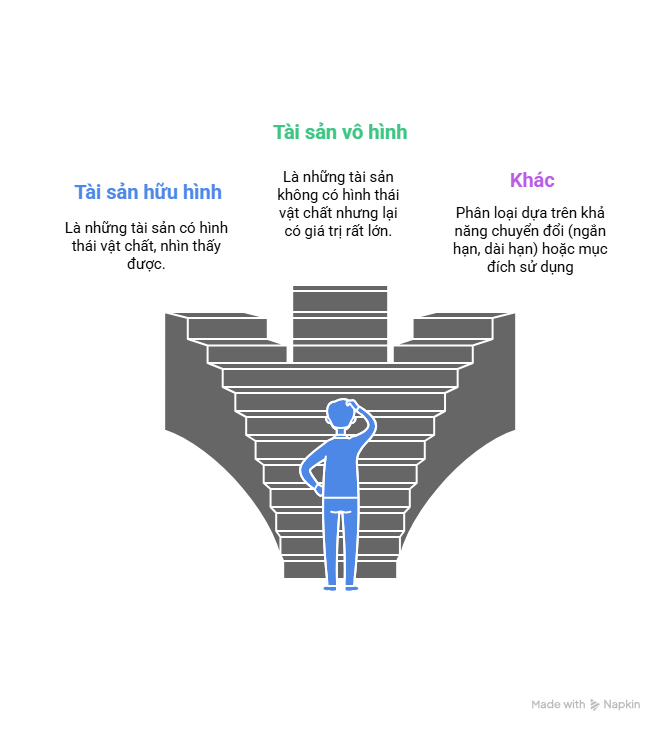 Tài sản hữu hình
Là những tài sản có hình
thái vật chất, nhìn thấy
được.
Tài sản vô hình
Là những tài sản
không có hình thái
vật chất nhưng lại
có giá trị rất lớn.
Khác
Phân loại dựa trên khả
năng chuyển đổi (ngắn
hạn, dài hạn) hoặc mục
đích sử dụng
Made with Napkin